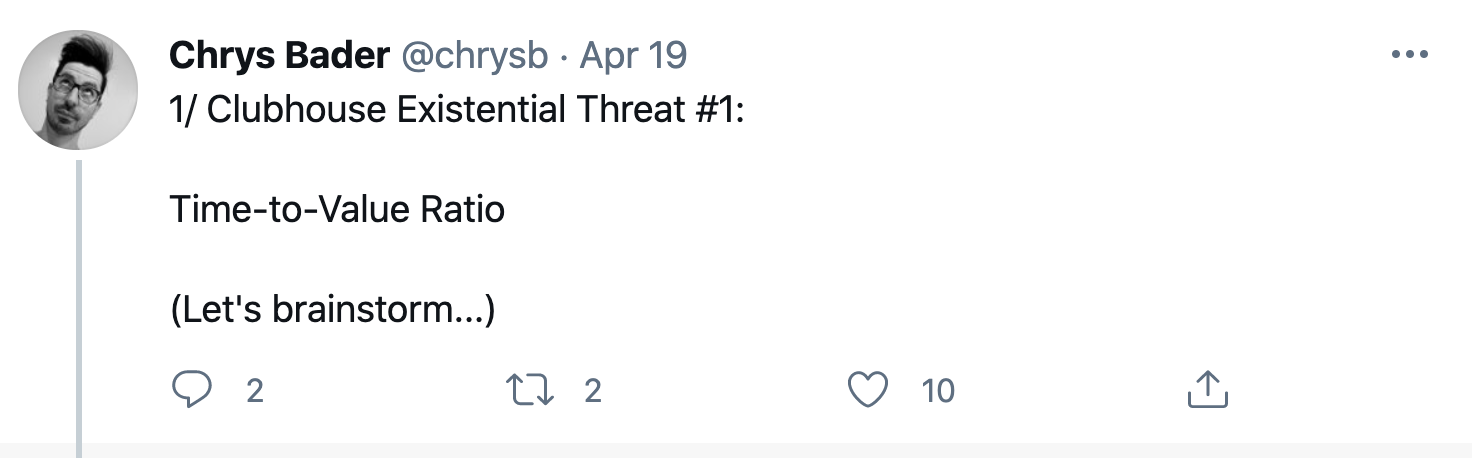 Chrys Bader @chrysb · Apr 19
1/ Clubhouse Existential Threat #1:
Time-to-Value Ratio
(Let's brainstorm...)
2 2 10